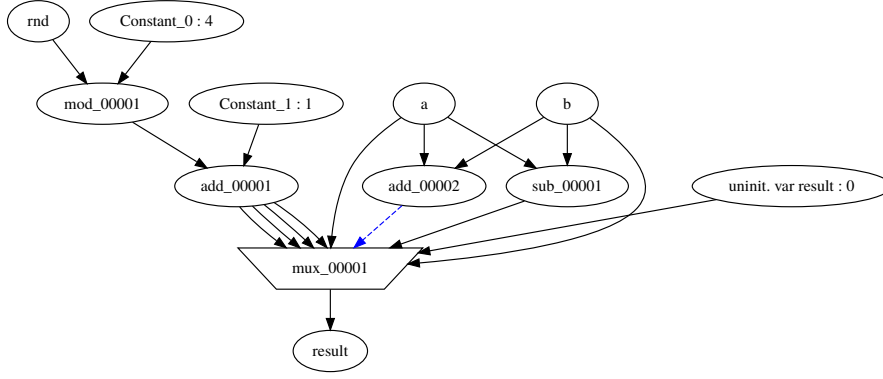 rnd
Constant_0 : 4
mod_00001
Constant_1 : 1
a
b
add_00001
add_00002
sub_00001
uninit. var result : 0
mux_00001
result